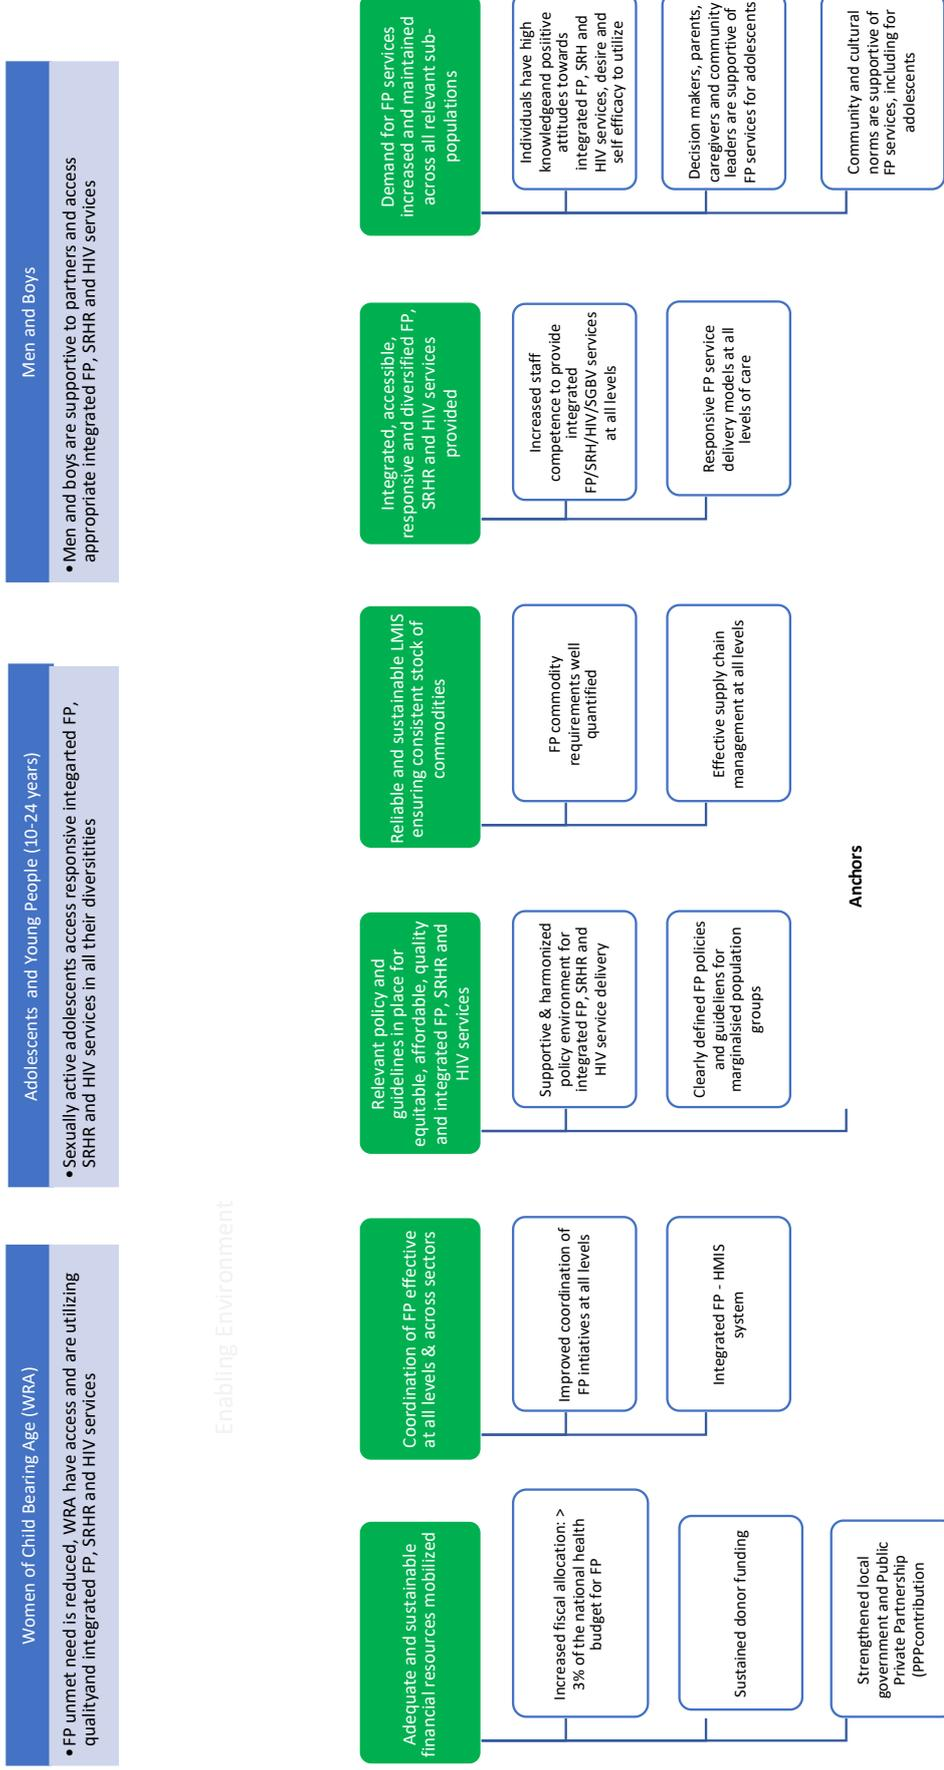 Women of Child Bearing Age (WRA)
•FP unmet need is reduced, WRA have access and are utilizing
qualityand integrated FP, SRHR and HIV services
Adolescents and Young People (10-24 years)
•Sexually active adolescents access responsive integarted FP,
SRHR and HIV services in all their diversitities
Men and Boys
•Men and boys are supportive to partners and access
appropriate integrated FP, SRHR and HIV services
Enabling Environment
Adequate and sustainable
financial resources mobilized
Increased fiscal allocation: >
3% of the national health
budget for FP
Sustained donor funding
Strengthened local
government and Public
Private Partnership
(PPPcontribution
Coordination of FP effective
at all levels & across sectors
Improved coordination of
FP intiatives at all levels
Integrated FP - HMIS
system
Relevant policy and
guidelines in place for
equitable, affordable, quality
and integrated FP, SRHR and
HIV services
Supportive & harmonized
policy environment for
integrated FP, SRHR and
HIV service delivery
Clearly defined FP policies
and guideliens for
marginalsied population
groups
Reliable and sustainable LMIS
ensuring consistent stock of
commodities
FP commodity
requirements well
quantified
Effective supply chain
management at all levels
Integrated, accessible,
responsive and diversified FP,
SRHR and HIV services
provided
Increased staff
competence to provide
integrated
FP/SRH/HIV/SGBV services
at all levels
Responsive FP service
delivery models at all
levels of care
Demand for FP services
increased and maintained
across all relevant sub-
populations
Individuals have high
knowledgeand posiitive
attitudes towards
integrated FP, SRH and
HIV services, desire and
self efficacy to utilize
Decision makers, parents,
caregivers and community
leaders are supportive of
FP services for adolescents
Community and cultural
norms are supportive of
FP services, including for
adolescents
Anchors